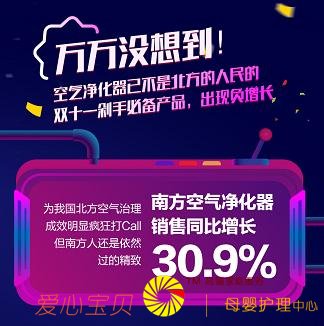 万万没想到！
空气净化器已不是北方的人民的
双十一剁手必备产品，出现负增长
为我国北方空气治理
成效明显疯狂打Call
但南方人还是依然
过的精致
南方空气净化器
销售同比增长
30.9%
TM
爱心宝贝 母婴护理中心